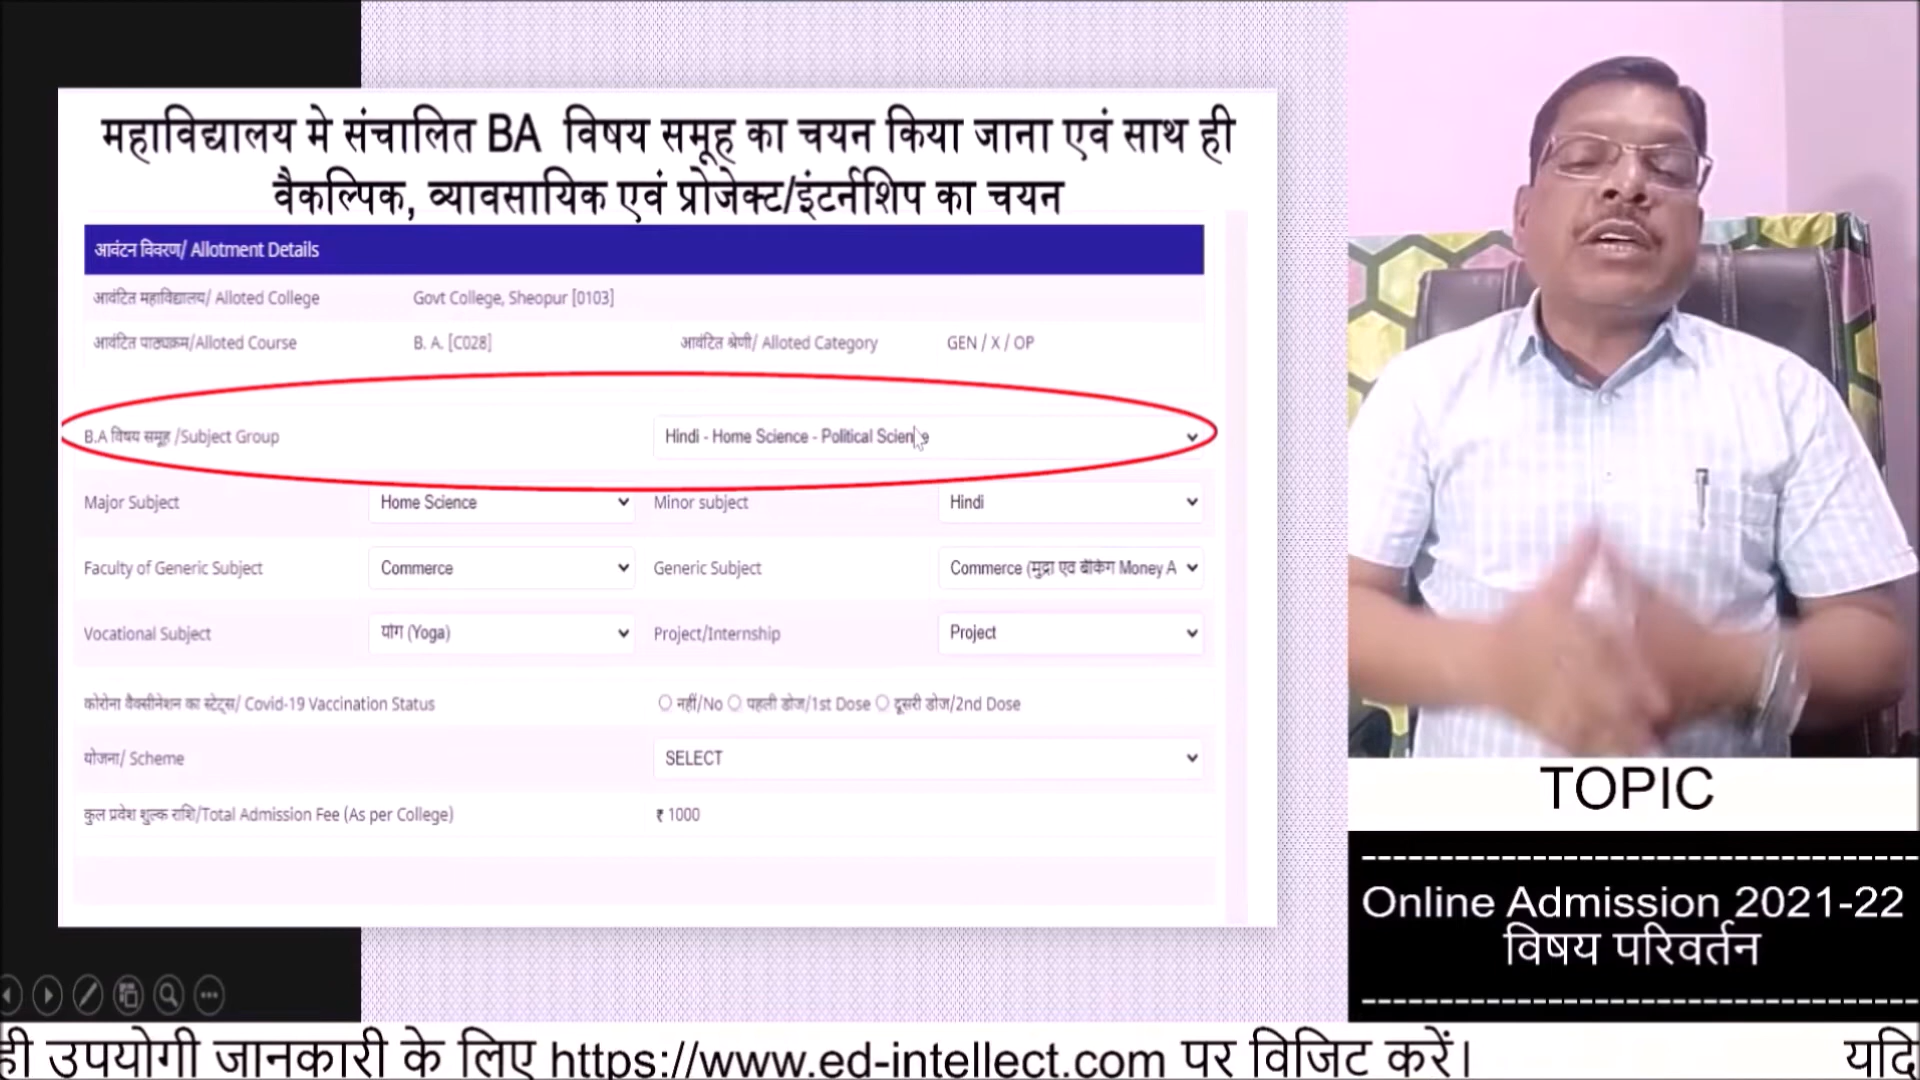 महाविद्यालय मे संचालित BA विषय समूह का चयन किया जाना एवं साथ ही
वैकल्पिक, व्यावसायिक एवं प्रोजेक्ट/इंटर्नशिप का चयन
आवंटन विवरण/ Allotment Details
आवंटित महाविद्यालय/ Alloted College Govt College, Sheopur [0103]
आवंटित पाठ्यक्रम/Alloted Course B. A. [C028] आवंटित श्रेणी/ Alloted Category GEN / X / OP
B.A विषय समूह /Subject Group Hindi - Home Science - Political Science
Major Subject Home Science Minor subject Hindi
Faculty of Generic Subject Commerce Generic Subject Commerce (मुद्रा एव बैंकिंग Money A
Vocational Subject योग (Yoga) Project/Internship Project
कोरोना वैक्सीनेशन का स्टेट्स/ Covid-19 Vaccination Status नहीं/No पहली डोज/1st Dose दूसरी डोज/2nd Dose
योजना/ Scheme SELECT
कुल प्रवेश शुल्क राशि/Total Admission Fee (As per College) ₹ 1000
TOPIC
Online Admission 2021-22
विषय परिवर्तन
ही उपयोगी जानकारी के लिए https://www.ed-intellect.com पर विजिट करें। यदि